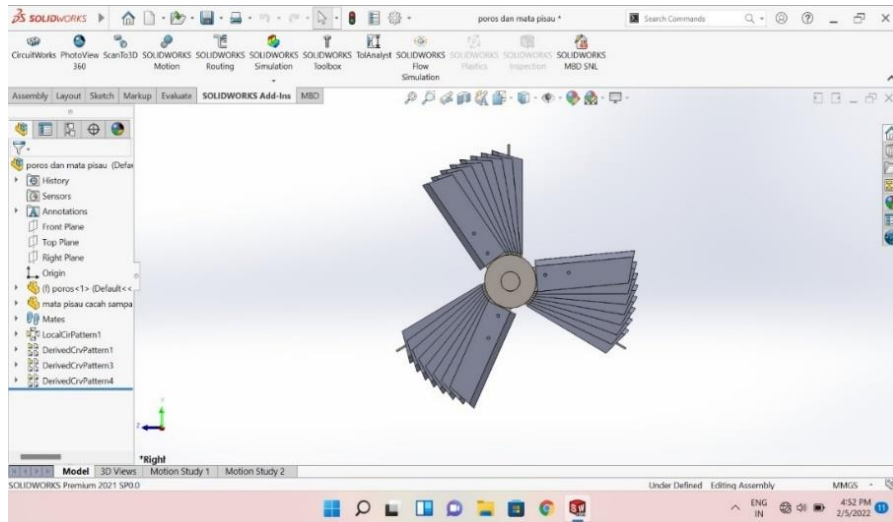 SOLIDWORKS
poros dan mata pisau *
Search Commands
CircuitWorks PhotoView 360 ScanTo3D SOLIDWORKS Motion SOLIDWORKS Routing SOLIDWORKS Simulation SOLIDWORKS Toolbox TolAnalyst SOLIDWORKS Flow Simulation SOLIDWORKS Plastics SOLIDWORKS Inspection SOLIDWORKS MBD SNL
Assembly Layout Sketch Markup Evaluate SOLIDWORKS Add-Ins MBD
poros dan mata pisau (Defau
History
Sensors
Annotations
Front Plane
Top Plane
Right Plane
Origin
(f) poros<1> (Default<<
mata pisau cacah sampa
Mates
LocalCirPattern1
DerivedCrvPattern1
DerivedCrvPattern3
DerivedCrvPattern4
*Right
Model 3D Views Motion Study 1 Motion Study 2
SOLIDWORKS Premium 2021 SP0.0 Under Defined Editing Assembly MMGS
ENG 4:52 PM
IN 2/5/2022